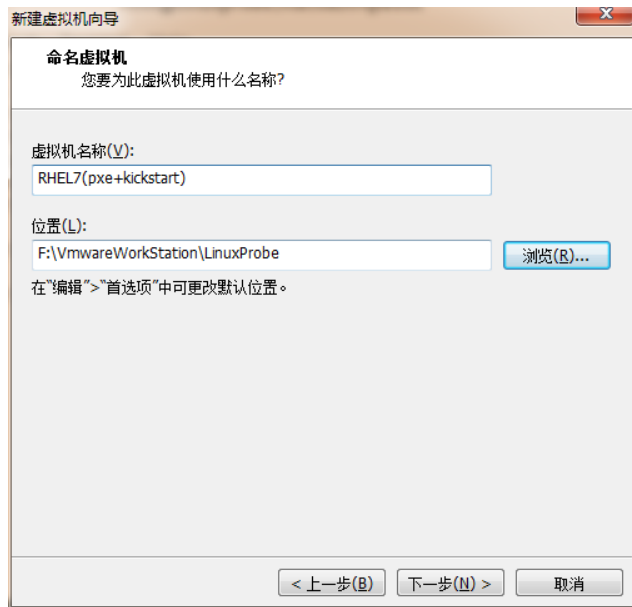 新建虚拟机向导
命名虚拟机
您要为此虚拟机使用什么名称?
虚拟机名称(V):
RHEL7(pxe+kickstart)
位置(L):
F:\VmwareWorkStation\LinuxProbe
浏览(R)...
在"编辑">"首选项"中可更改默认位置。
< 上一步(B)
下一步(N) >
取消